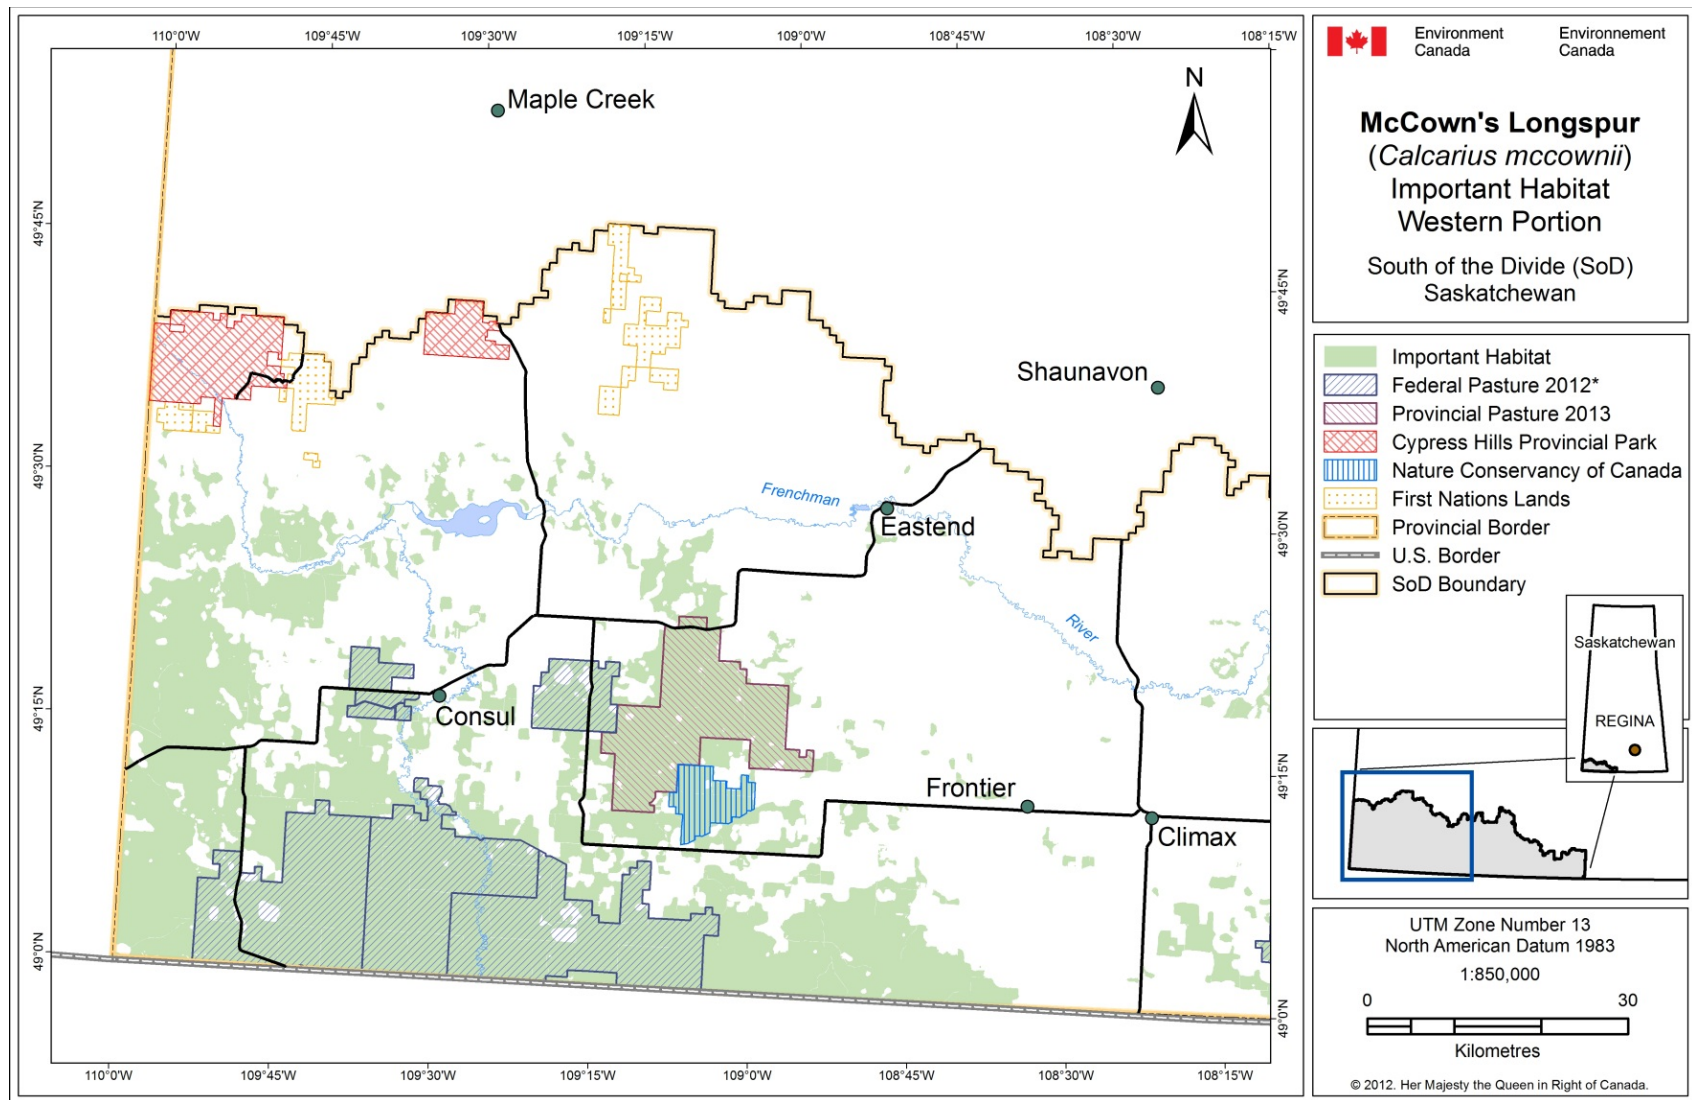 110°0'W 109°45'W 109°30'W 109°15'W 109°0'W 108°45'W 108°30'W 108°15'W
49°45'N
49°30'N
49°15'N
49°0'N
Maple Creek
N
Shaunavon
Frenchman
Eastend
River
Consul
Frontier
Climax
49°45'N
49°30'N
49°15'N
49°0'N
110°0'W 109°45'W 109°30'W 109°15'W 109°0'W 108°45'W 108°30'W 108°15'W
Environment Environnement
Canada Canada
McCown's Longspur
(Calcarius mccownii)
Important Habitat
Western Portion
South of the Divide (SoD)
Saskatchewan
Important Habitat
Federal Pasture 2012*
Provincial Pasture 2013
Cypress Hills Provincial Park
Nature Conservancy of Canada
First Nations Lands
Provincial Border
U.S. Border
SoD Boundary
Saskatchewan
REGINA
UTM Zone Number 13
North American Datum 1983
1:850,000
0 30
Kilometres
© 2012. Her Majesty the Queen in Right of Canada.